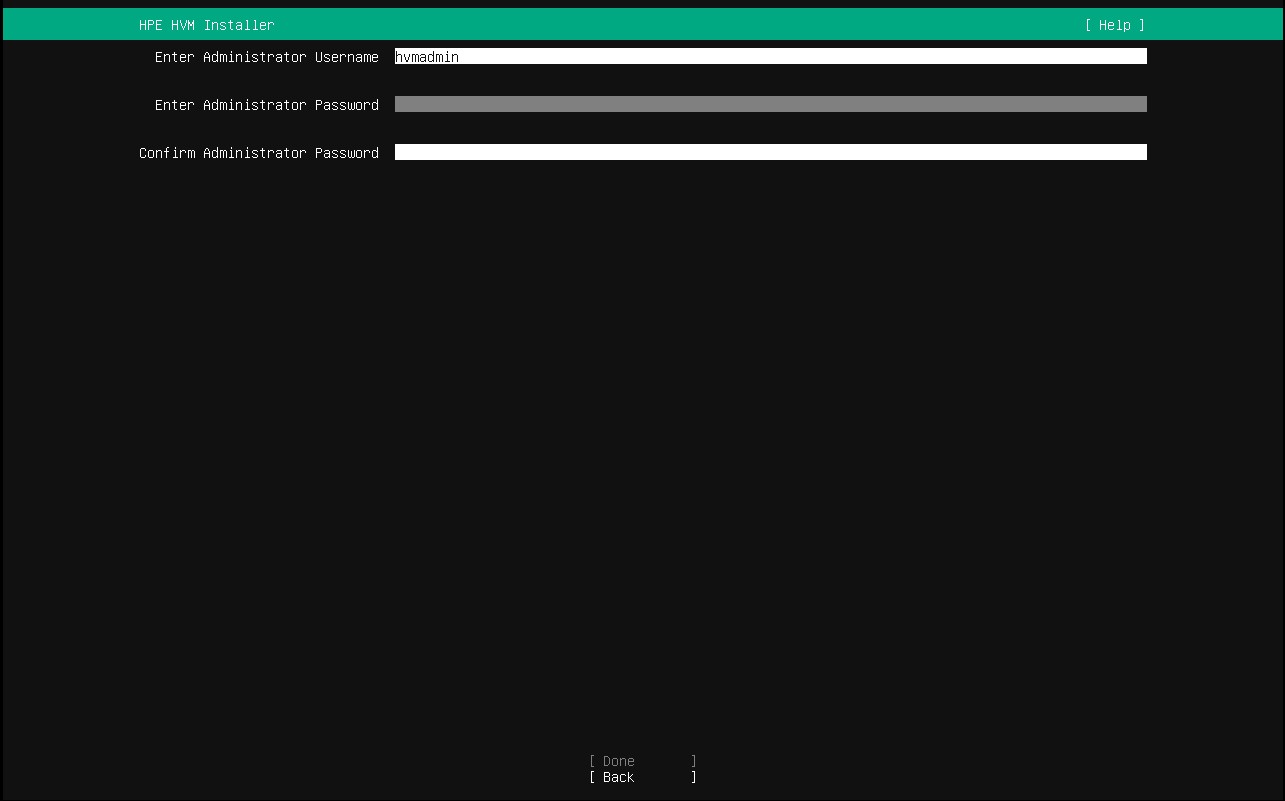 HPE HVM Installer [ Help ]
Enter Administrator Username hvmadmin
Enter Administrator Password
Confirm Administrator Password
[ Done ]
[ Back ]